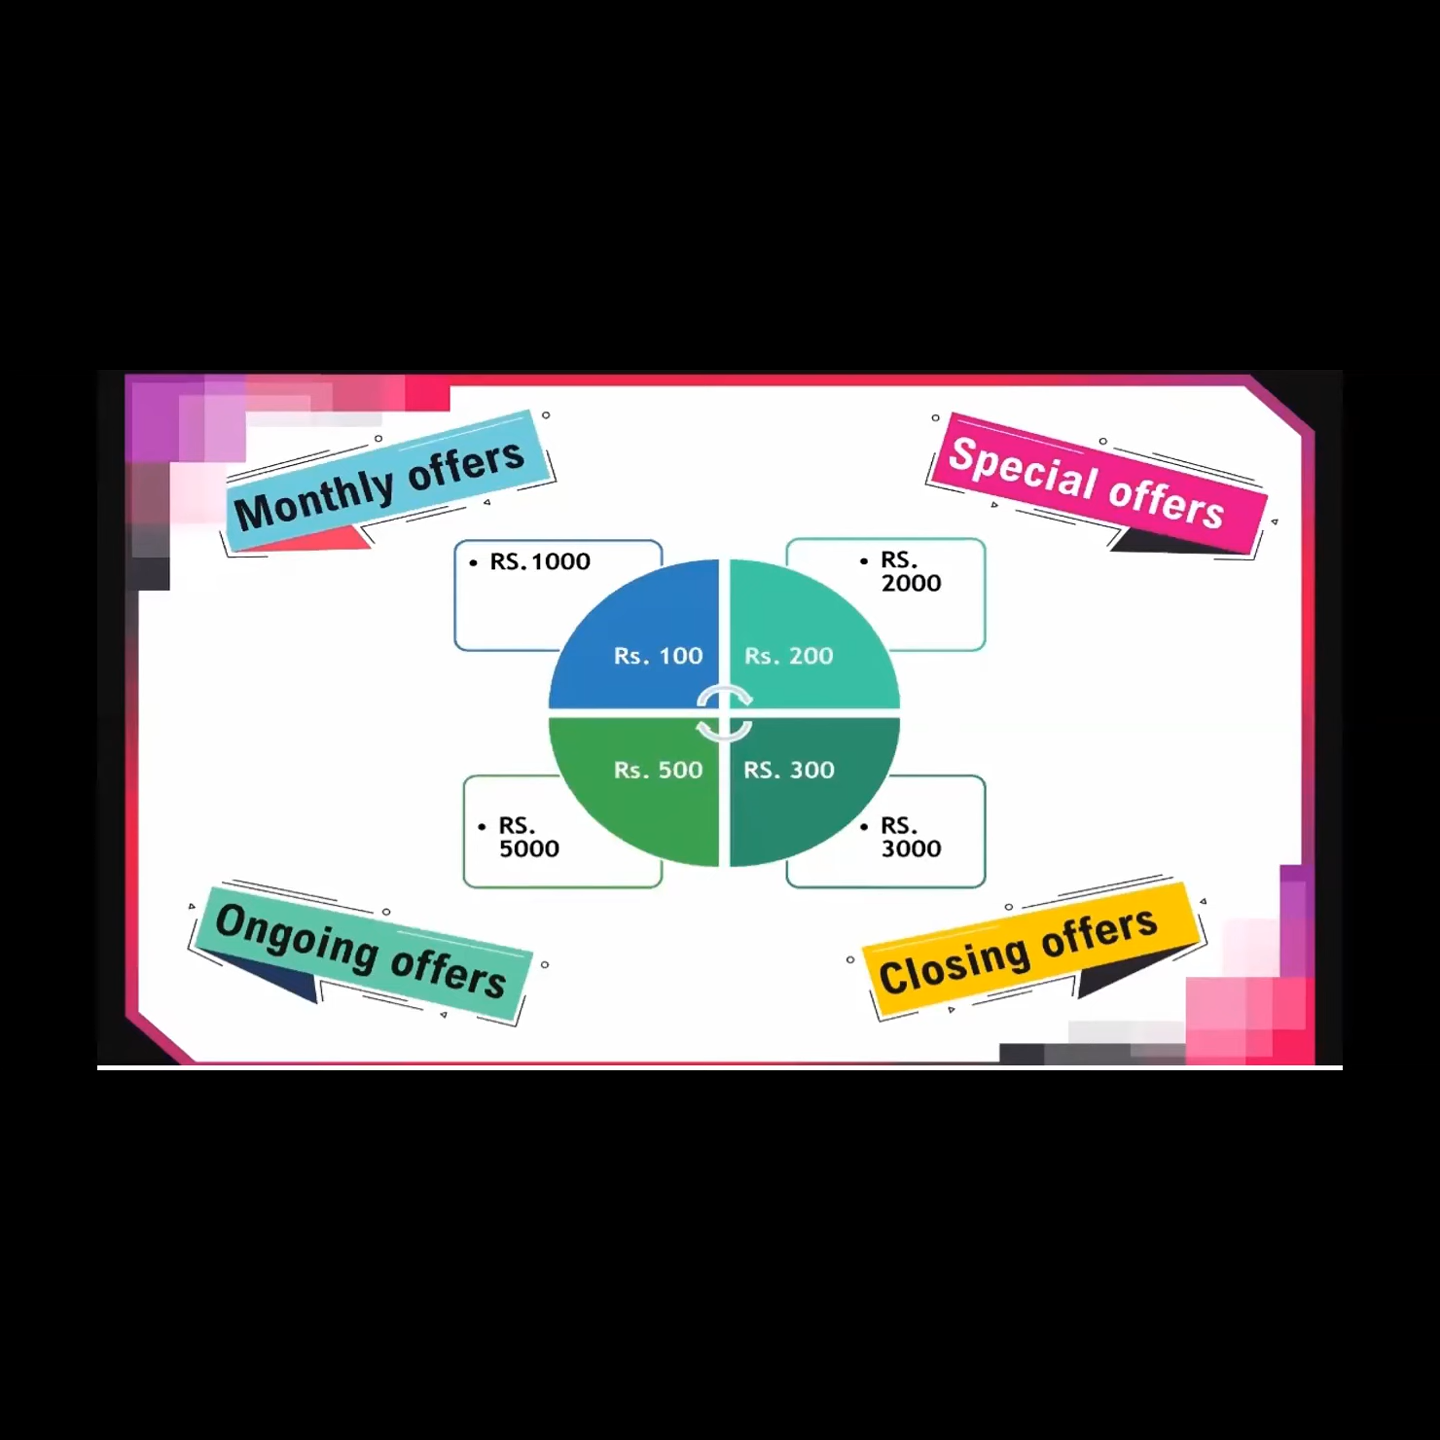 Monthly offers
Special offers
• RS.1000
• RS.
2000
Rs. 100
Rs. 200
Rs. 500
RS. 300
• RS.
5000
• RS.
3000
Ongoing offers
Closing offers